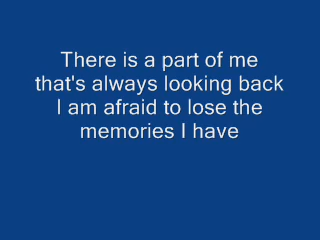 There is a part of me
that's always looking back
I am afraid to lose the
memories I have